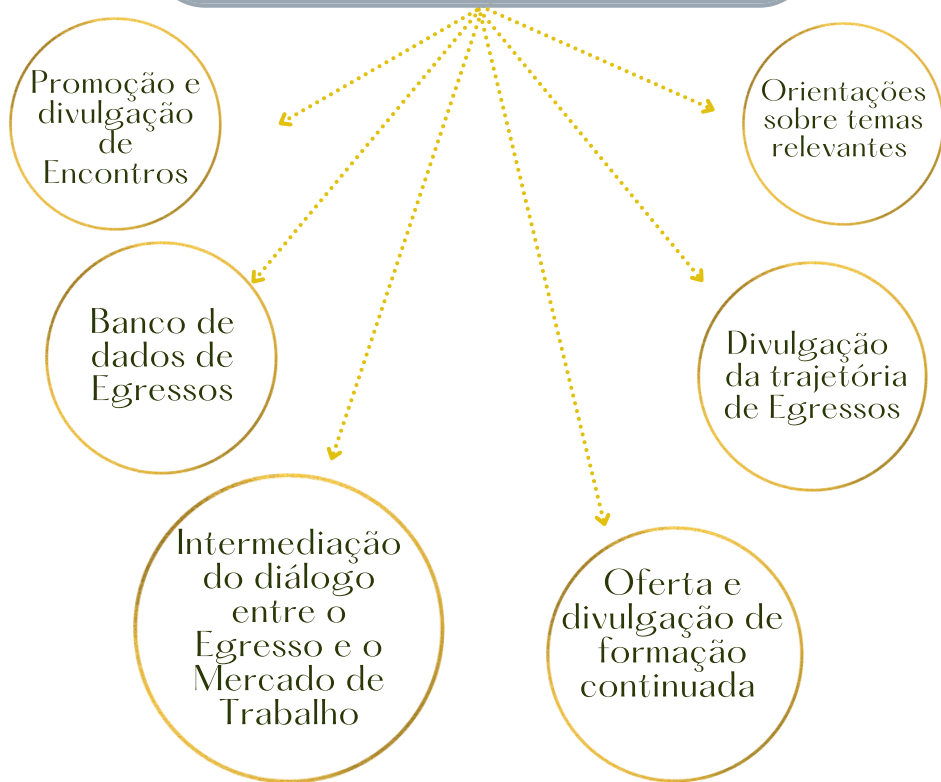 Promoção e
divulgação
de
Encontros
Orientações
sobre temas
relevantes
Banco de
dados de
Egressos
Divulgação
da trajetória
de Egressos
Intermediação
do diálogo
entre o
Egresso e o
Mercado de
Trabalho
Oferta e
divulgação de
formação
continuada